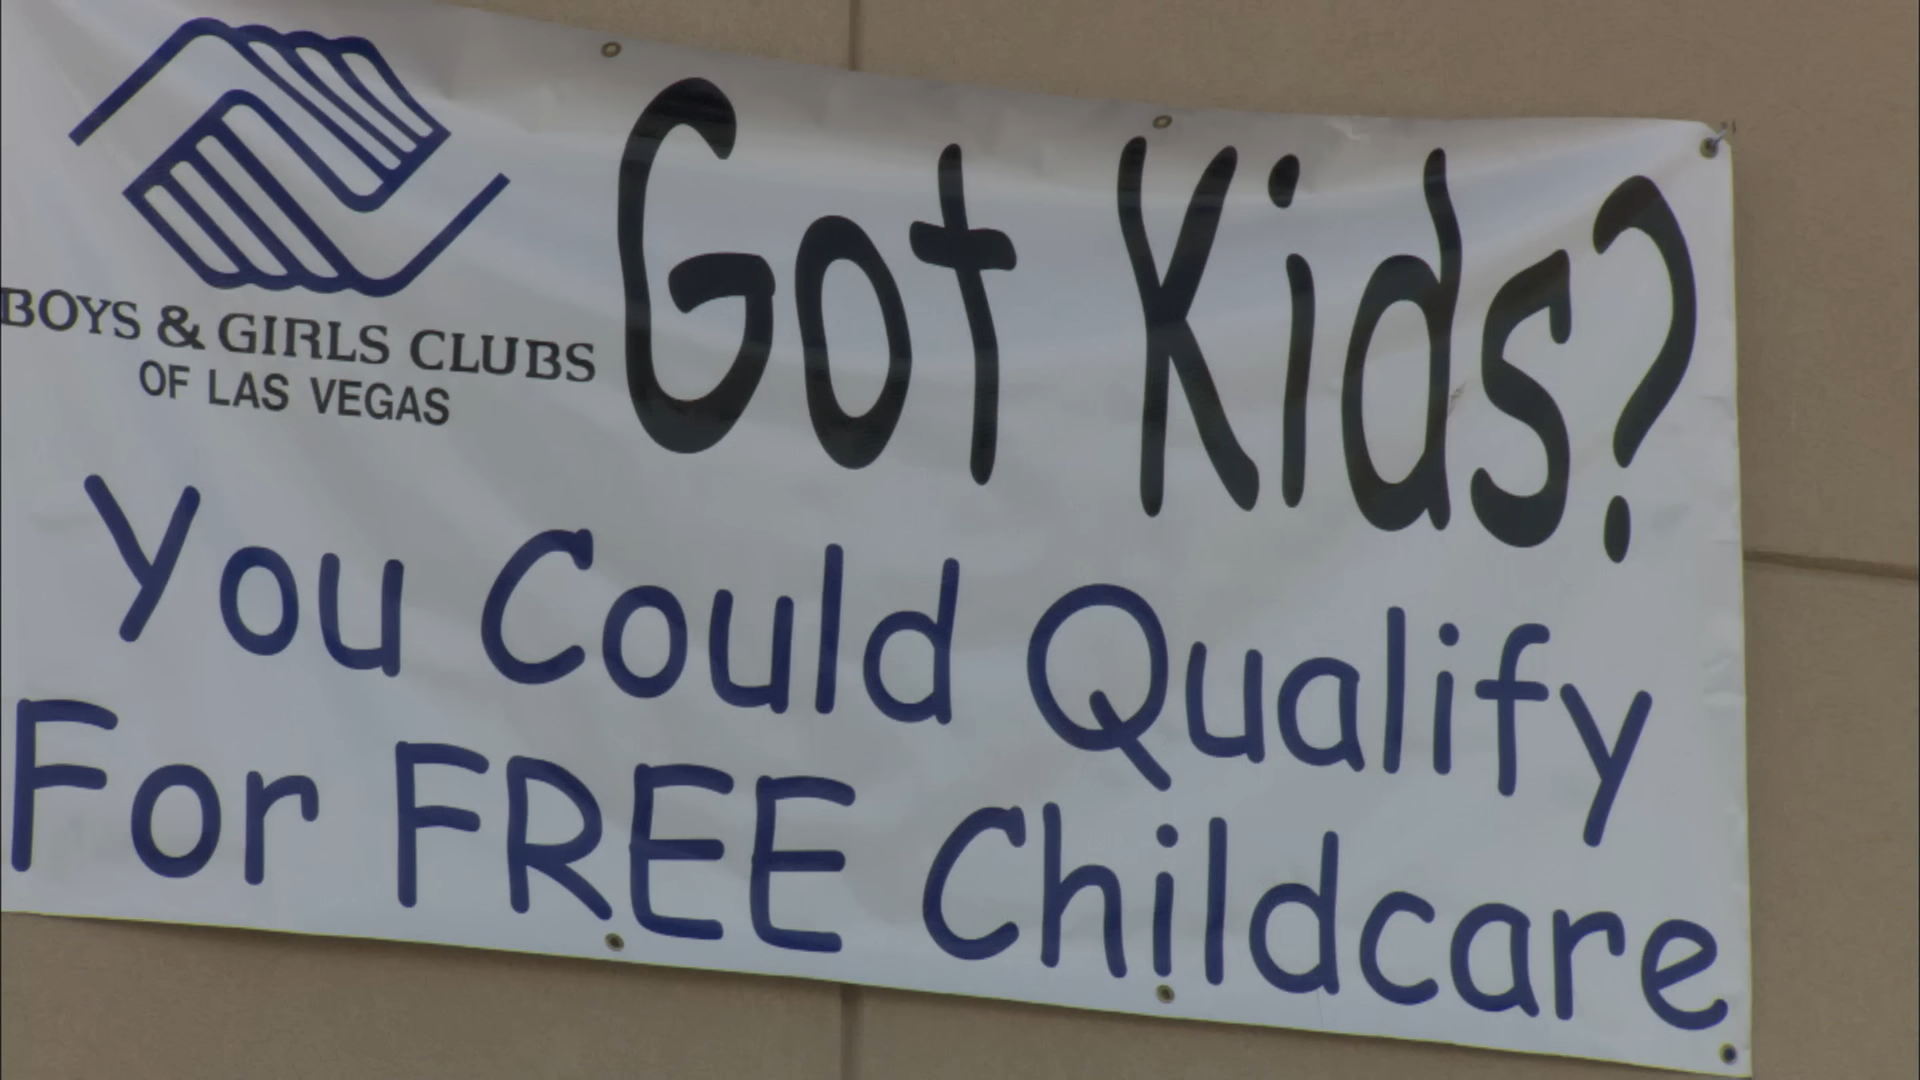 BOYS & GIRLS CLUBS
OF LAS VEGAS
Got Kids?
You Could Qualify
For FREE Childcare